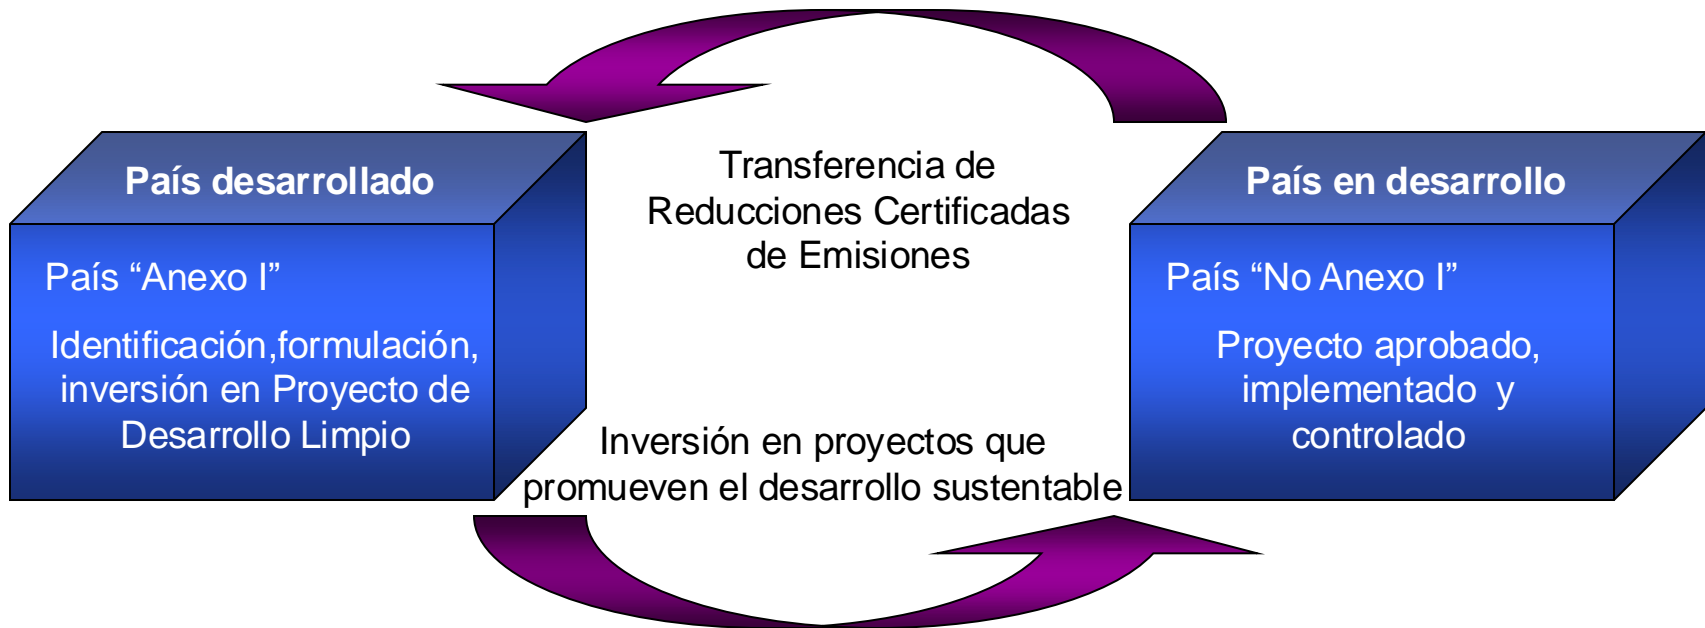 País desarrollado
País “Anexo I”
Identificación,formulación,
inversión en Proyecto de
Desarrollo Limpio
Transferencia de
Reducciones Certificadas
de Emisiones
Inversión en proyectos que
promueven el desarrollo sustentable
País en desarrollo
País “No Anexo I”
Proyecto aprobado,
implementado y
controlado